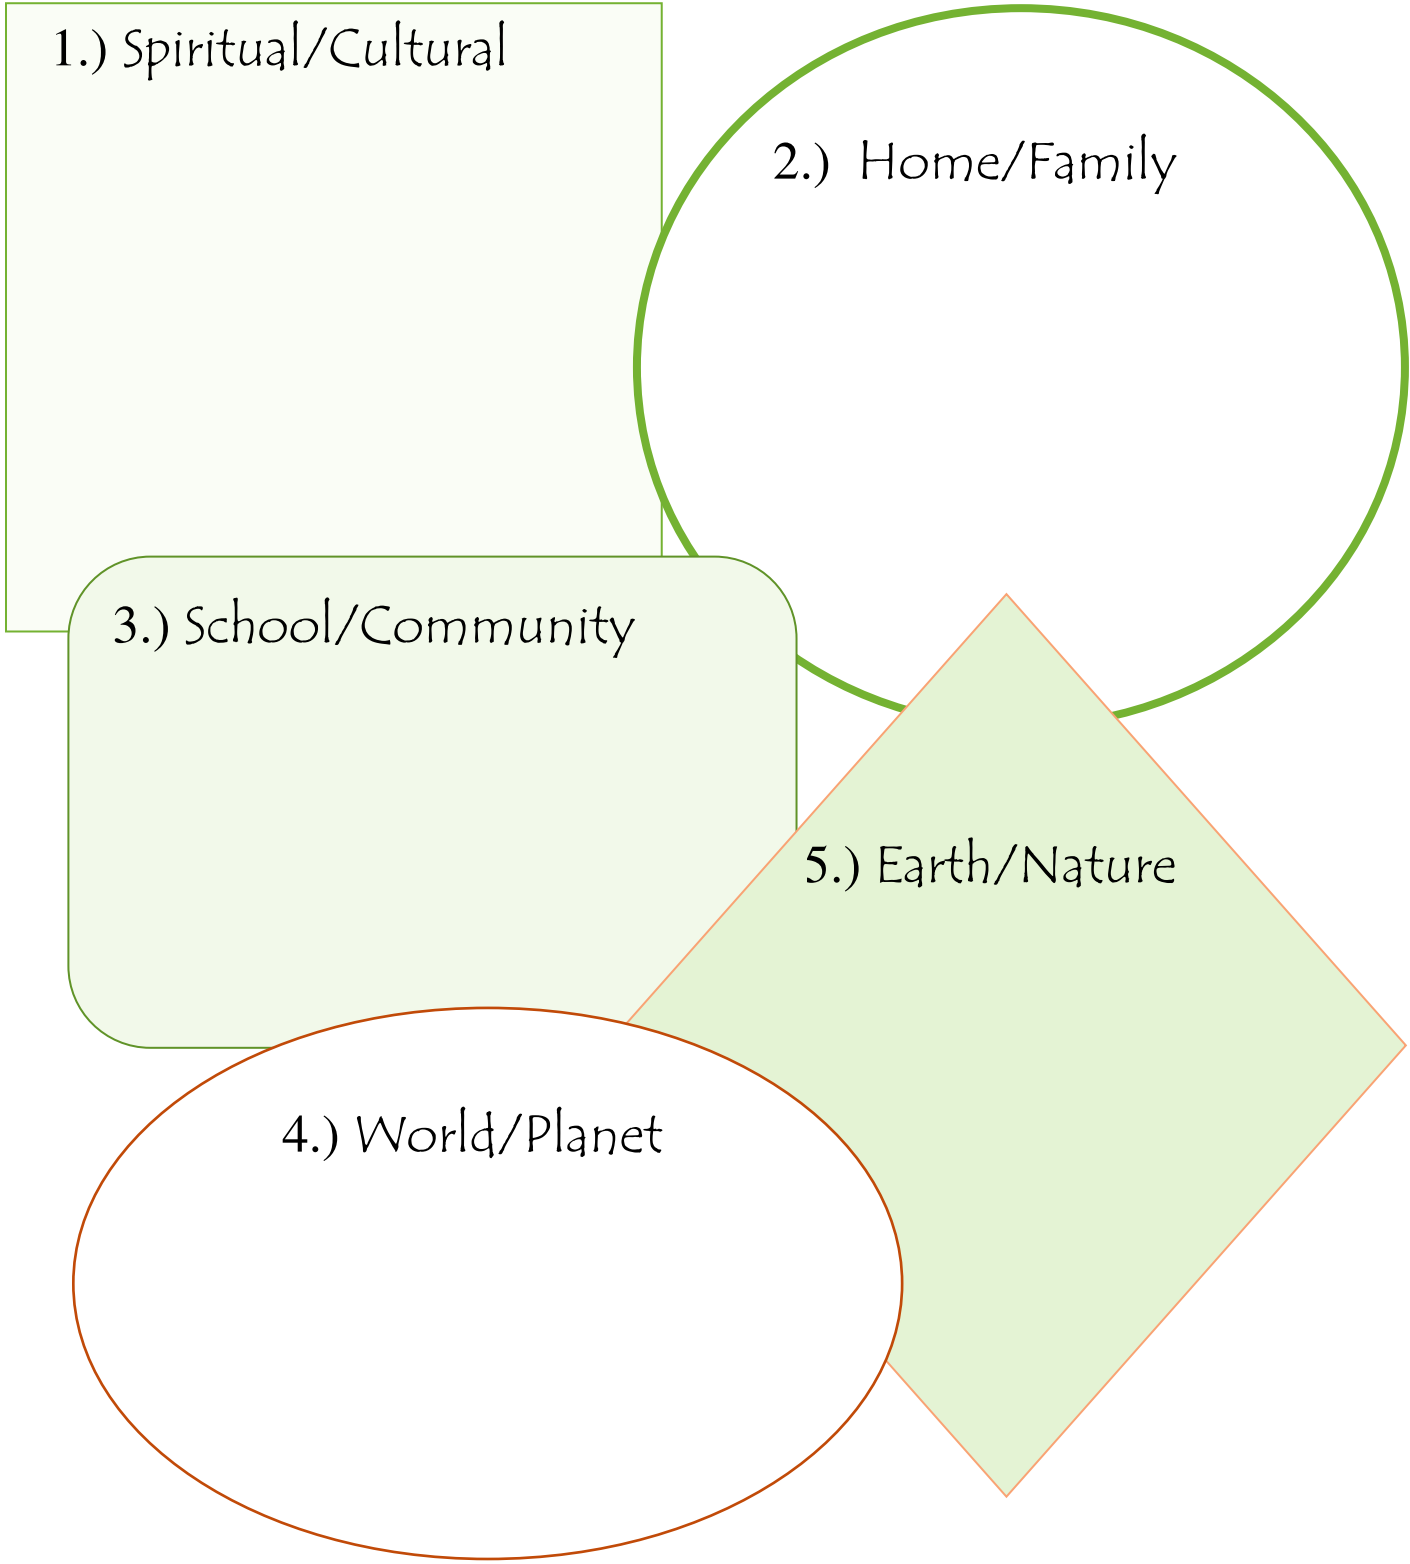 1.) Spiritual/Cultural
2.) Home/Family
3.) School/Community
5.) Earth/Nature
4.) World/Planet